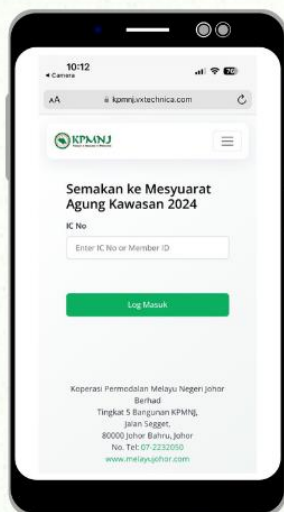 10:12
◀ Camera
76
AA kpmnj.vxtechnica.com
KPMNJ
Semakan ke Mesyuarat
Agung Kawasan 2024
IC No
Enter IC No or Member ID
Log Masuk
Koperasi Permodalan Melayu Negeri Johor
Berhad
Tingkat 5 Bangunan KPMNJ,
Jalan Segget,
80000 Johor Bahru, Johor
No. Tel: 07-2232050
www.melayujohor.com